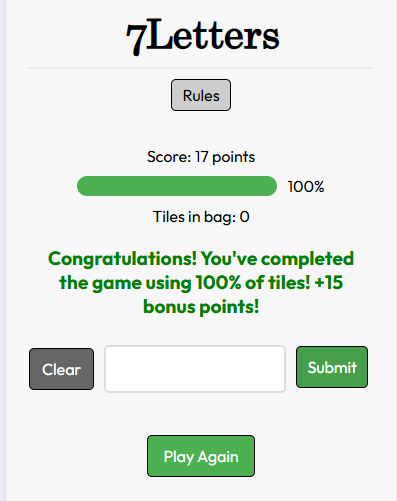 7Letters
Rules
Score: 17 points
100%
Tiles in bag: 0
Congratulations! You've completed
the game using 100% of tiles! +15
bonus points!
Clear
Submit
Play Again